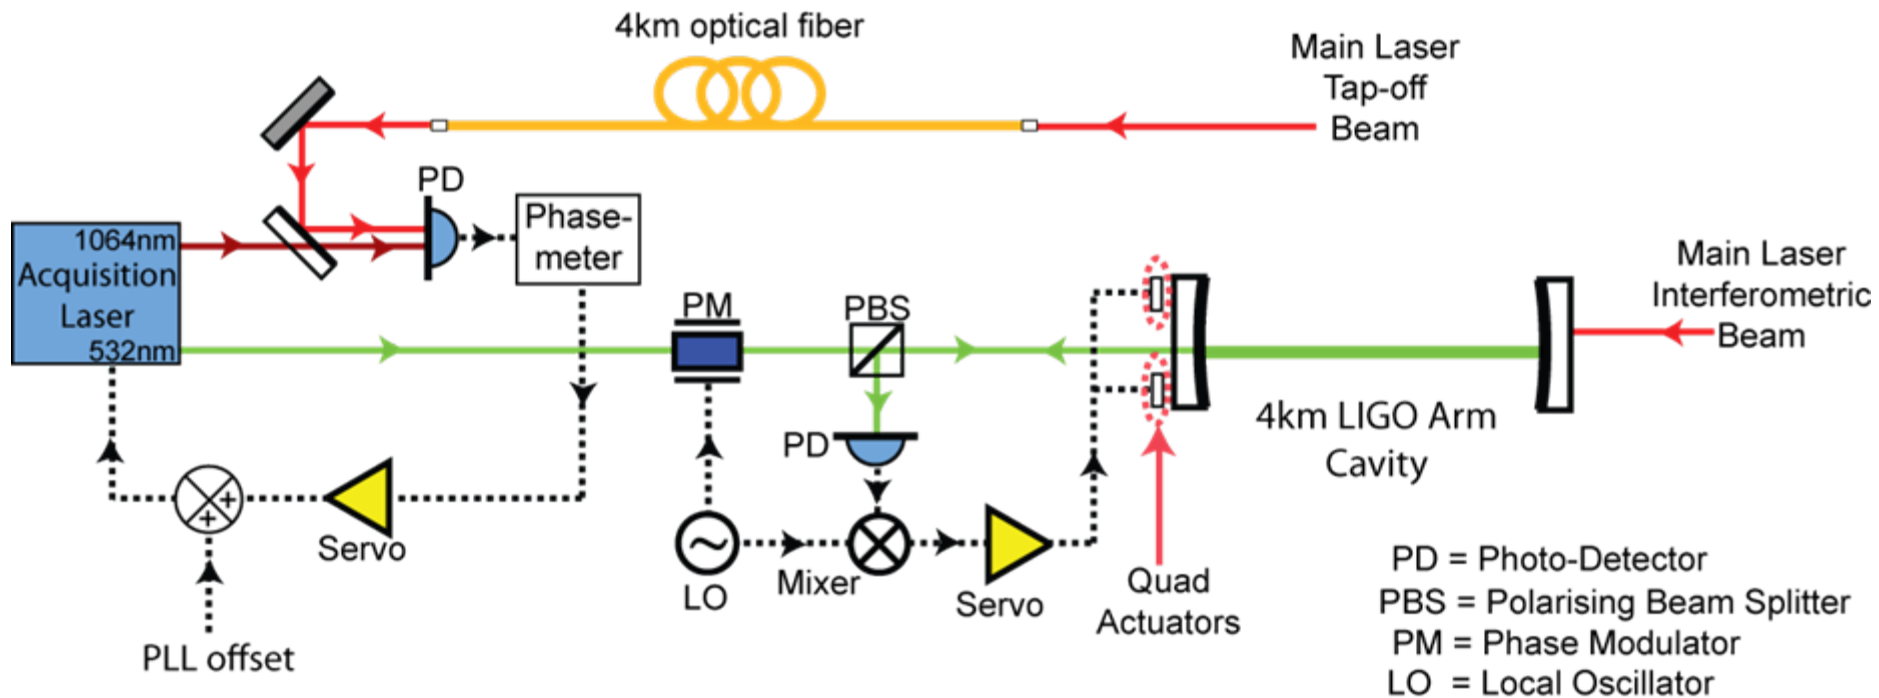 4km optical fiber
Main Laser
Tap-off
Beam
PD
Phase-
meter
1064nm
Acquisition
Laser
532nm
PM
PBS
Main Laser
Interferometric
Beam
4km LIGO Arm
Cavity
PD
Servo
LO
Mixer
Servo
Quad
Actuators
PLL offset
PD = Photo-Detector
PBS = Polarising Beam Splitter
PM = Phase Modulator
LO = Local Oscillator